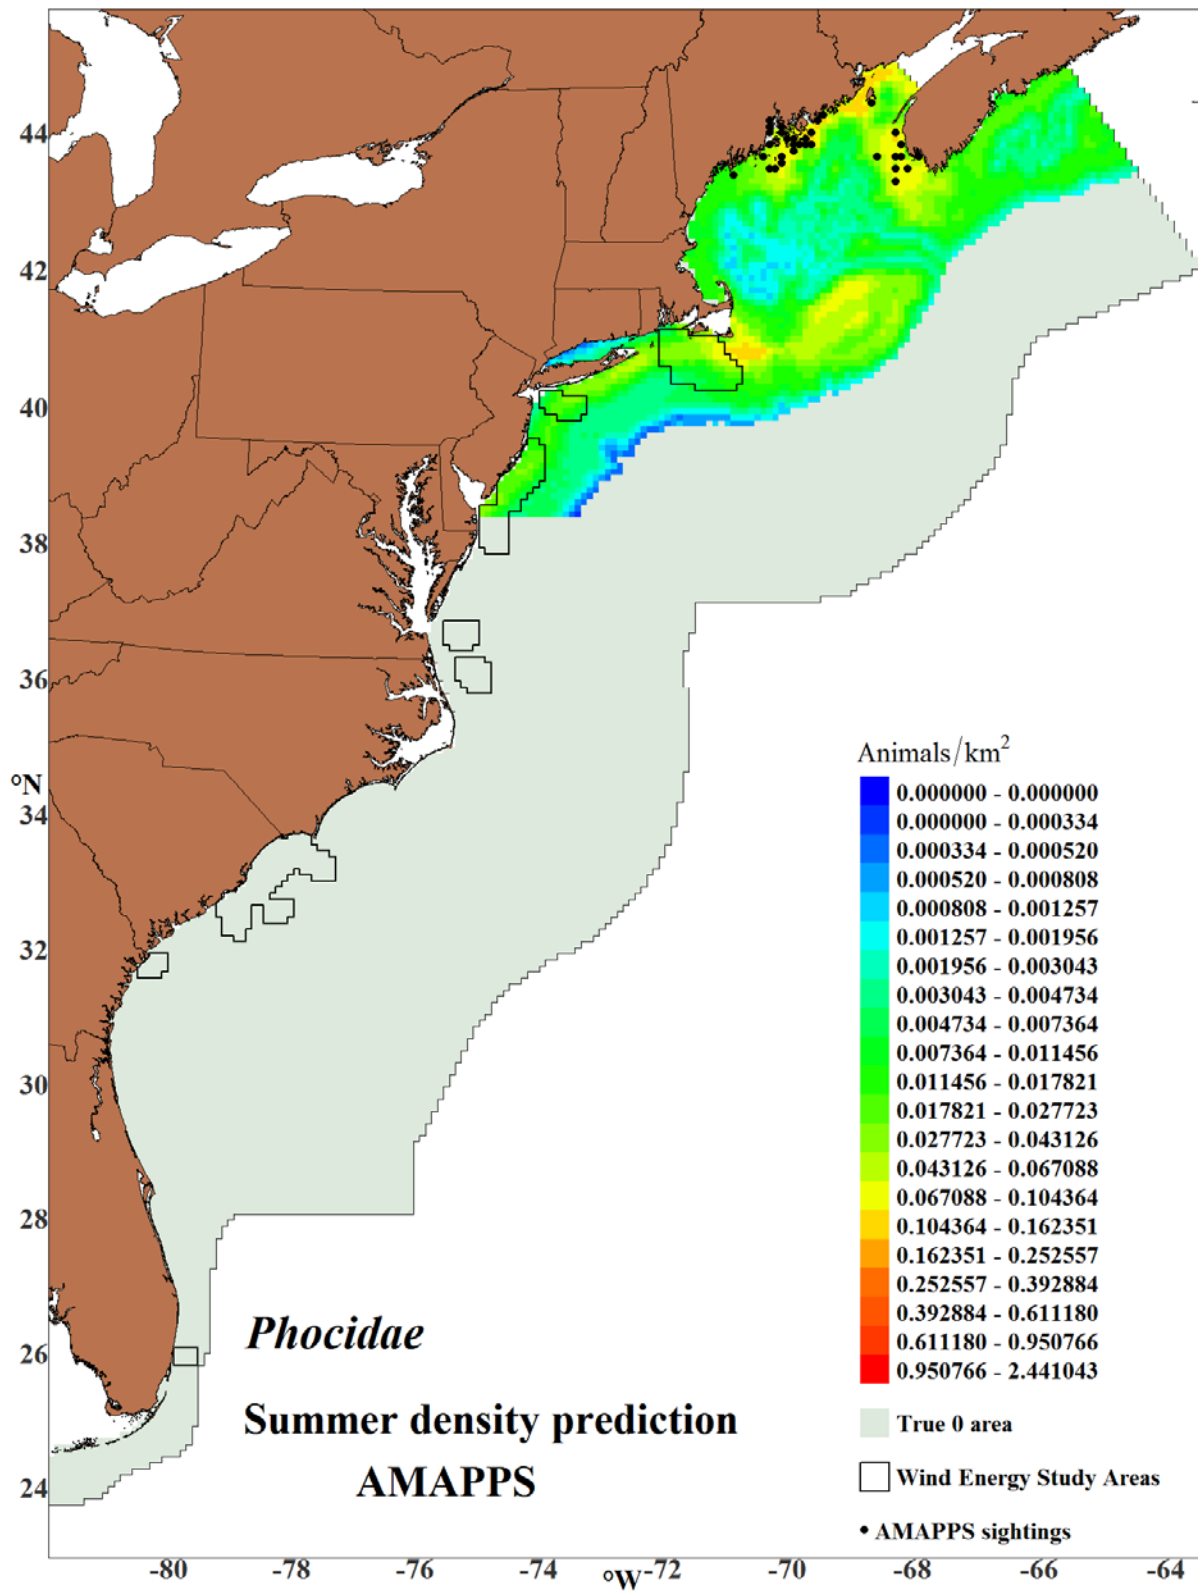 44
42
40
38
36
°N
34
32
30
28
26
24
Animals/km²
0.000000 - 0.000000
0.000000 - 0.000334
0.000334 - 0.000520
0.000520 - 0.000808
0.000808 - 0.001257
0.001257 - 0.001956
0.001956 - 0.003043
0.003043 - 0.004734
0.004734 - 0.007364
0.007364 - 0.011456
0.011456 - 0.017821
0.017821 - 0.027723
0.027723 - 0.043126
0.043126 - 0.067088
0.067088 - 0.104364
0.104364 - 0.162351
0.162351 - 0.252557
0.252557 - 0.392884
0.392884 - 0.611180
0.611180 - 0.950766
0.950766 - 2.441043
True 0 area
Wind Energy Study Areas
AMAPPS sightings
Phocidae
Summer density prediction
AMAPPS
-80 -78 -76 -74 °W -72 -70 -68 -66 -64